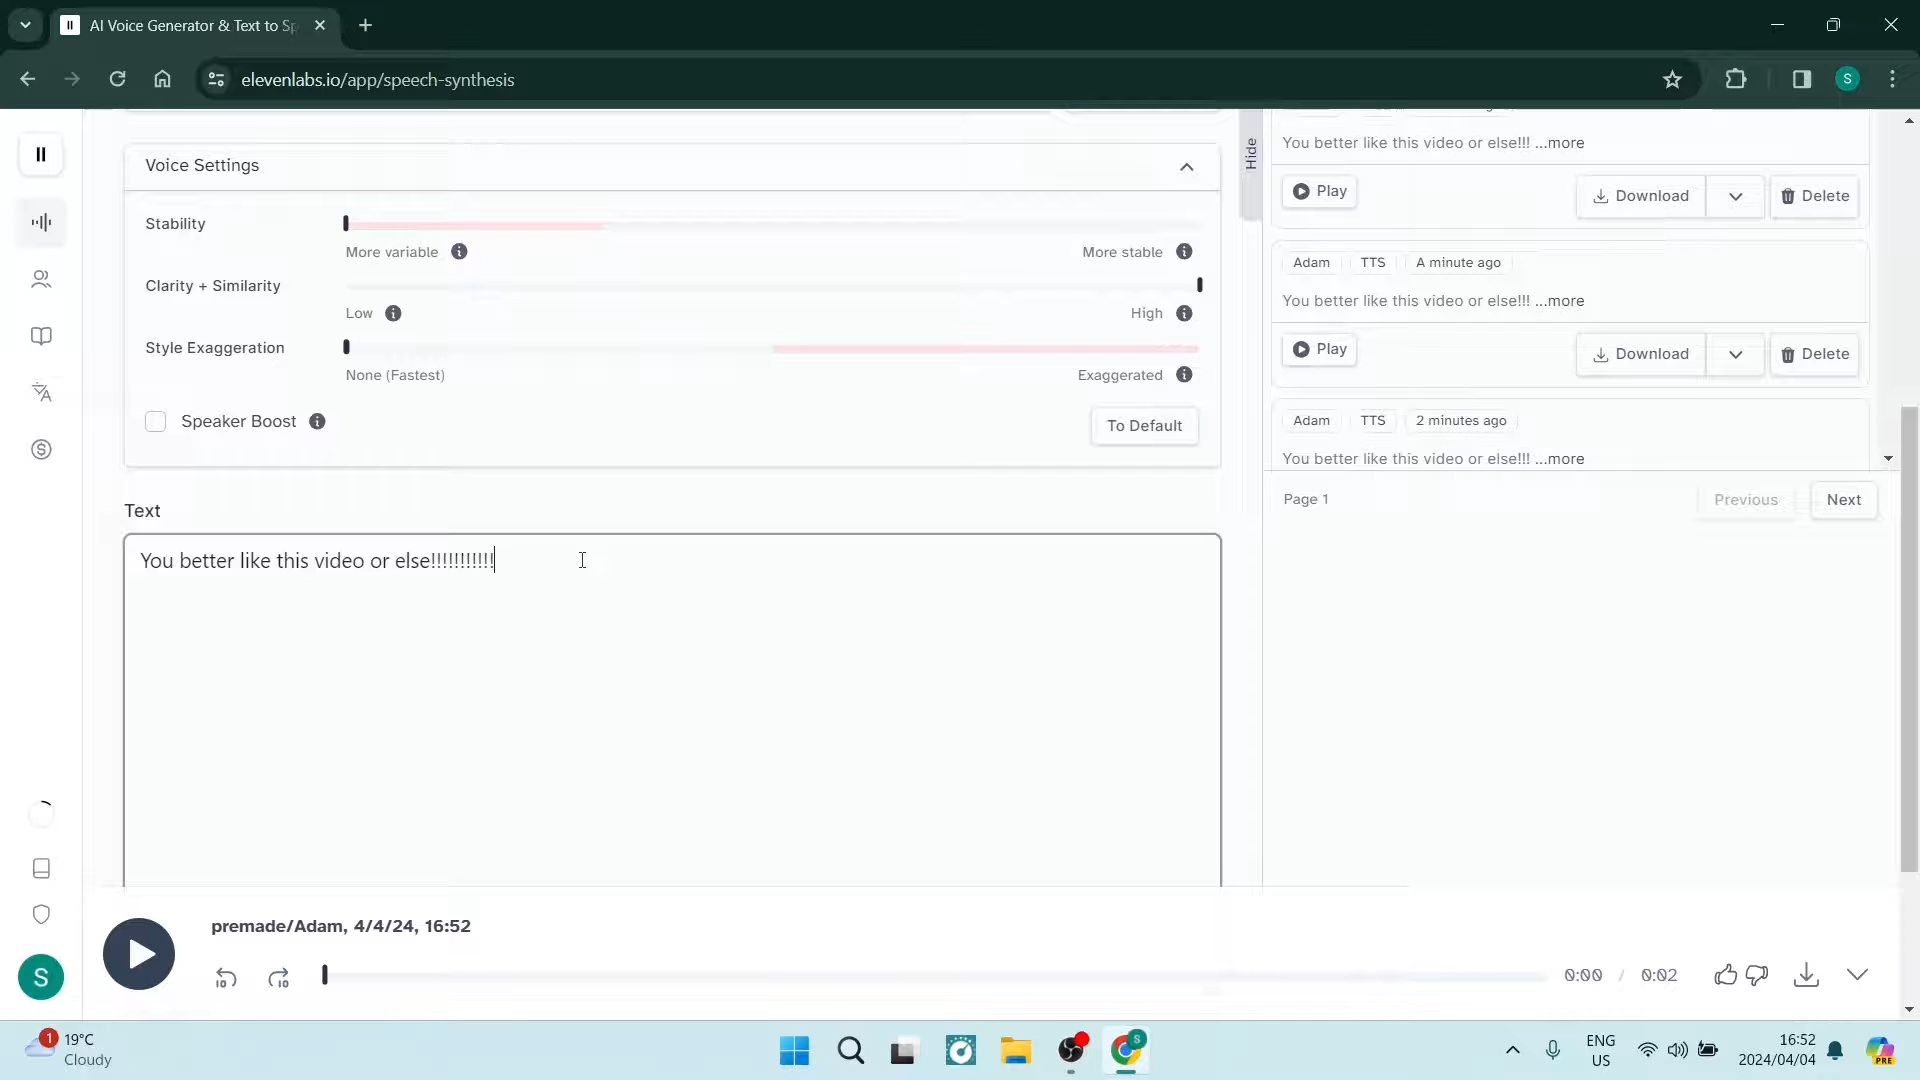 AI Voice Generator & Text to Sp
elevenlabs.io/app/speech-synthesis
S
Voice Settings
Stability
More variable
More stable
Clarity + Similarity
Low
High
Style Exaggeration
None (Fastest)
Exaggerated
Speaker Boost
To Default
Text
You better like this video or else!!!!!!!!!!!
Hide
You better like this video or else!!! ...more
Play
Download
Delete
Adam TTS A minute ago
You better like this video or else!!! ...more
Play
Download
Delete
Adam TTS 2 minutes ago
You better like this video or else!!! ...more
Page 1
Previous
Next
S
premade/Adam, 4/4/24, 16:52
10
10
0:00 / 0:02
1
19°C
Cloudy
S
ENG
US
16:52
2024/04/04
PRE